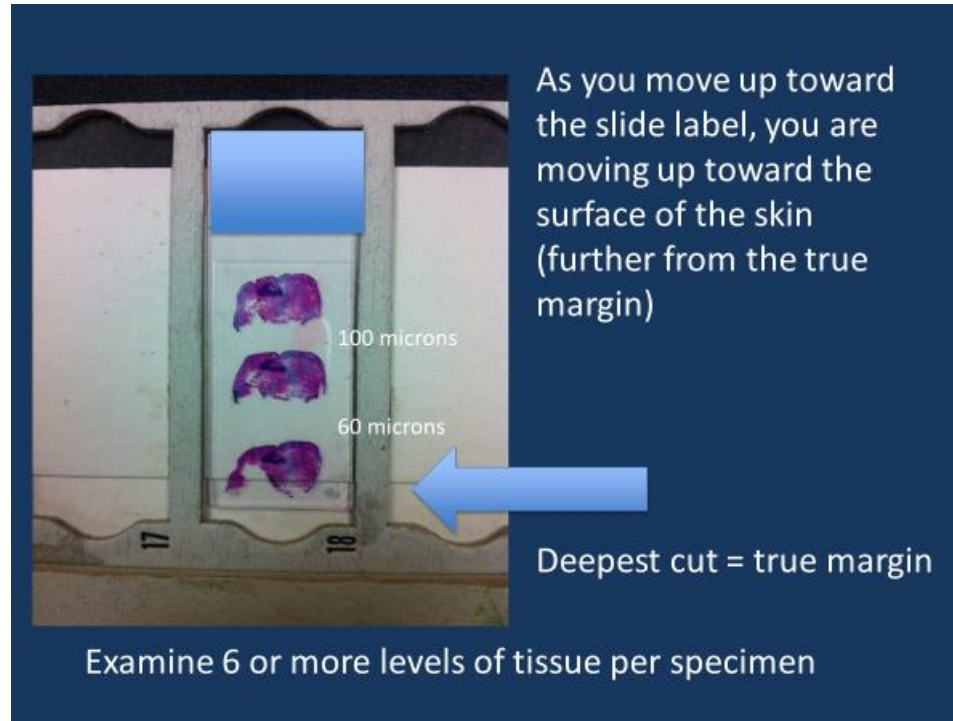 As you move up toward
the slide label, you are
moving up toward the
surface of the skin
(further from the true
margin)
100 microns
60 microns
17
18
Deepest cut = true margin
Examine 6 or more levels of tissue per specimen